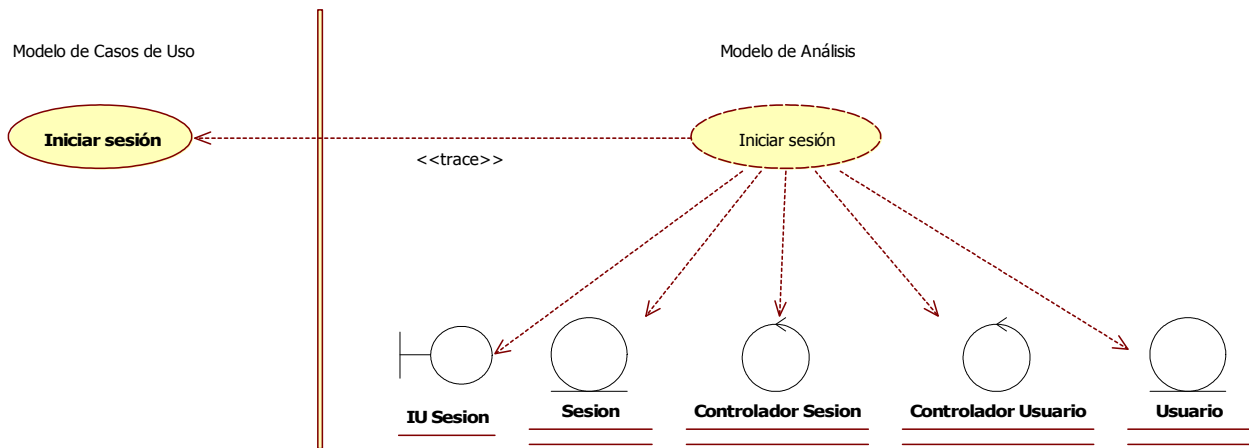 Modelo de Casos de Uso
Modelo de Análisis
Iniciar sesión
Iniciar sesión
<<trace>>
IU Sesion
Sesion
Controlador Sesion
Controlador Usuario
Usuario